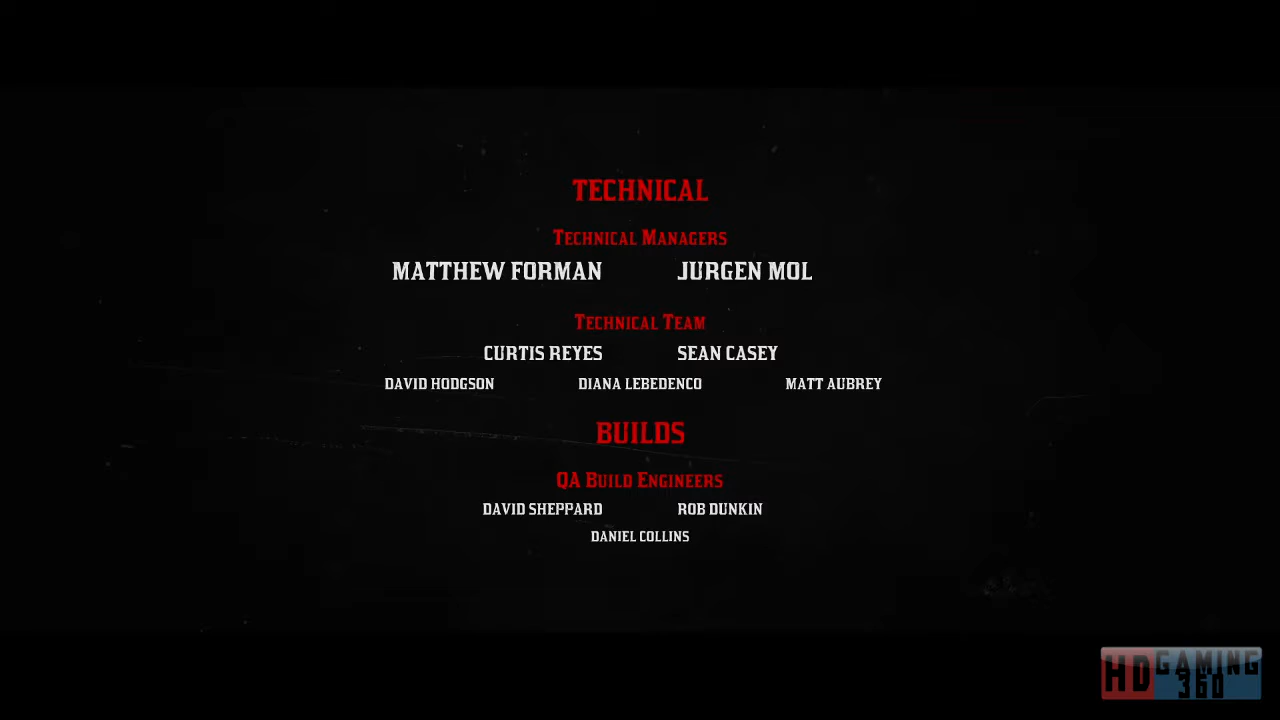 TECHNICAL
TECHNICAL MANAGERS
MATTHEW FORMAN JURGEN MOL
TECHNICAL TEAM
CURTIS REYES SEAN CASEY
DAVID HODGSON DIANA LEBEDENCO MATT AUBREY
BUILDS
QA BUILD ENGINEERS
DAVID SHEPPARD ROB DUNKIN
DANIEL COLLINS
HD GAMING
360